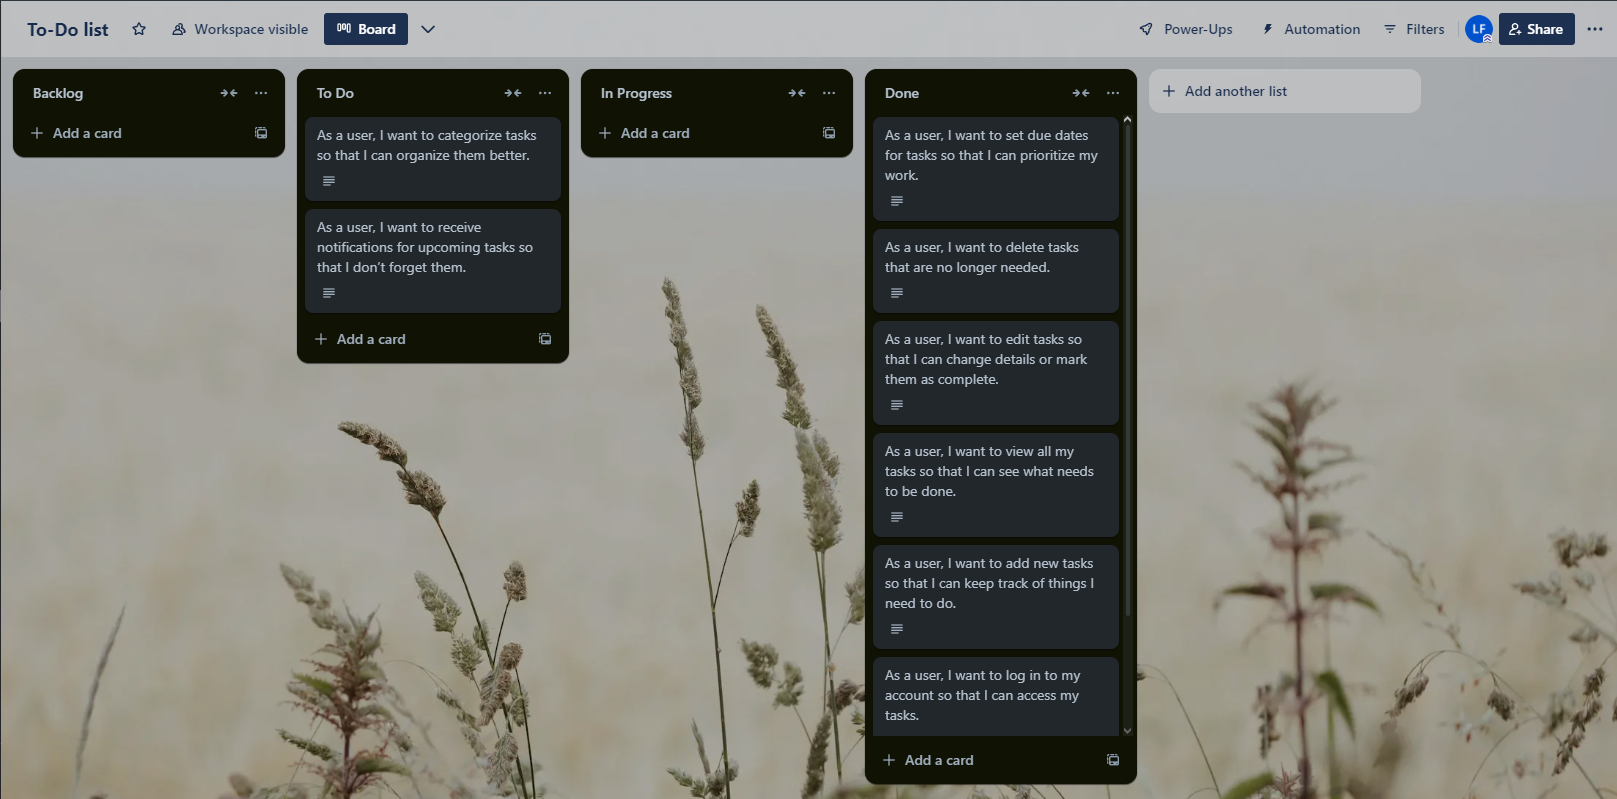 To-Do list
Workspace visible
Board
Power-Ups
Automation
Filters
LF
Share
Backlog
Add a card
To Do
As a user, I want to categorize tasks
so that I can organize them better.
As a user, I want to receive
notifications for upcoming tasks so
that I don’t forget them.
Add a card
In Progress
Add a card
Done
As a user, I want to set due dates
for tasks so that I can prioritize my
work.
As a user, I want to delete tasks
that are no longer needed.
As a user, I want to edit tasks so
that I can change details or mark
them as complete.
As a user, I want to view all my
tasks so that I can see what needs
to be done.
As a user, I want to add new tasks
so that I can keep track of things I
need to do.
As a user, I want to log in to my
account so that I can access my
tasks.
Add a card
Add another list